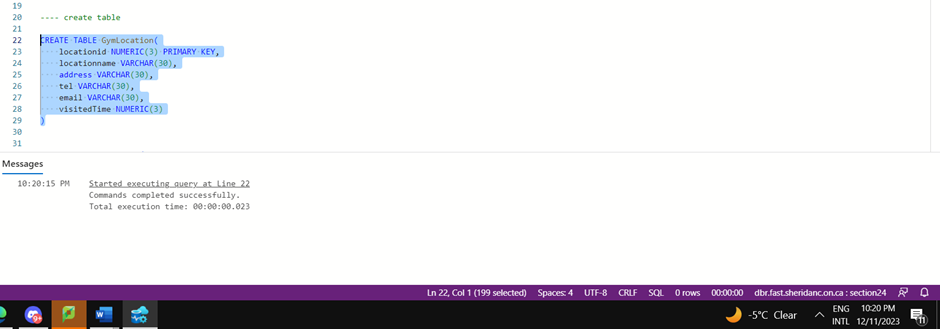 19
20 ---- create table
21
22 CREATE TABLE GymLocation(
23 locationid NUMERIC(3) PRIMARY KEY,
24 locationname VARCHAR(30),
25 address VARCHAR(30),
26 tel VARCHAR(30),
27 email VARCHAR(30),
28 visitedTime NUMERIC(3)
29 )
30
31
Messages
10:20:15 PM Started executing query at Line 22
Commands completed successfully.
Total execution time: 00:00:00.023
Ln 22, Col 1 (199 selected) Spaces: 4 UTF-8 CRLF SQL 0 rows 00:00:00 dbr.fast.sheridanc.on.ca : section24
-5°C Clear ENG 10:20 PM
INTL 12/11/2023 11